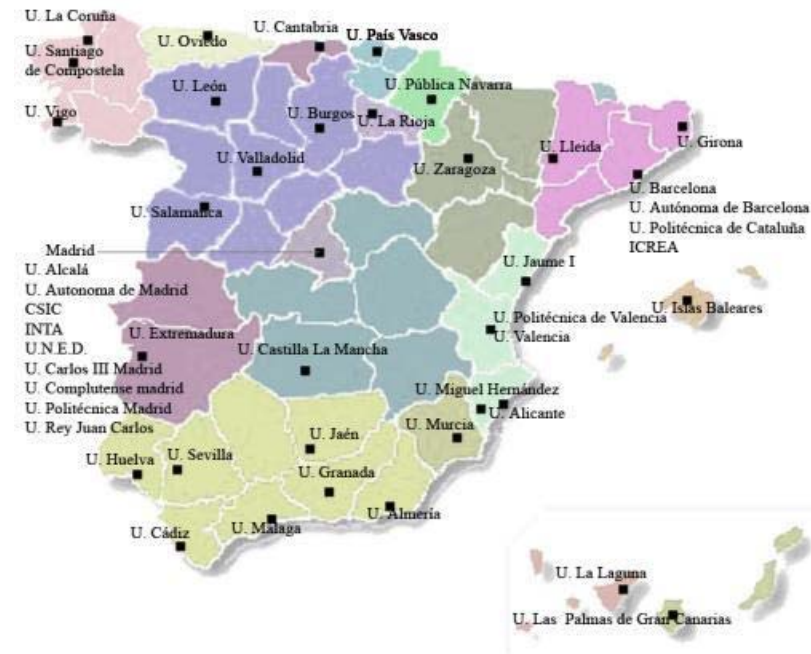 U. La Coruña
U. Cantabria
U. País Vasco
U. Oviedo
U. Santiago
de Compostela
U. León
U. Pública Navarra
U. Vigo
U. Burgos
U. La Rioja
U. Girona
U. Lleida
U. Valladolid
U. Zaragoza
U. Barcelona
U. Salamanca
U. Autónoma de Barcelona
U. Politécnica de Cataluña
ICREA
Madrid
U. Alcalá
U. Autonoma de Madrid
CSIC
INTA
U.N.E.D.
U. Carlos III Madrid
U. Complutense madrid
U. Politécnica Madrid
U. Rey Juan Carlos
U. Jaume I
U. Islas Baleares
U. Politécnica de Valencia
U. Valencia
U. Extremadura
U. Castilla La Mancha
U. Miguel Hernández
U. Alicante
U. Murcia
U. Jaén
U. Huelva
U. Sevilla
U. Granada
U. Almería
U. Málaga
U. Cádiz
U. La Laguna
U. Las Palmas de Gran Canarias